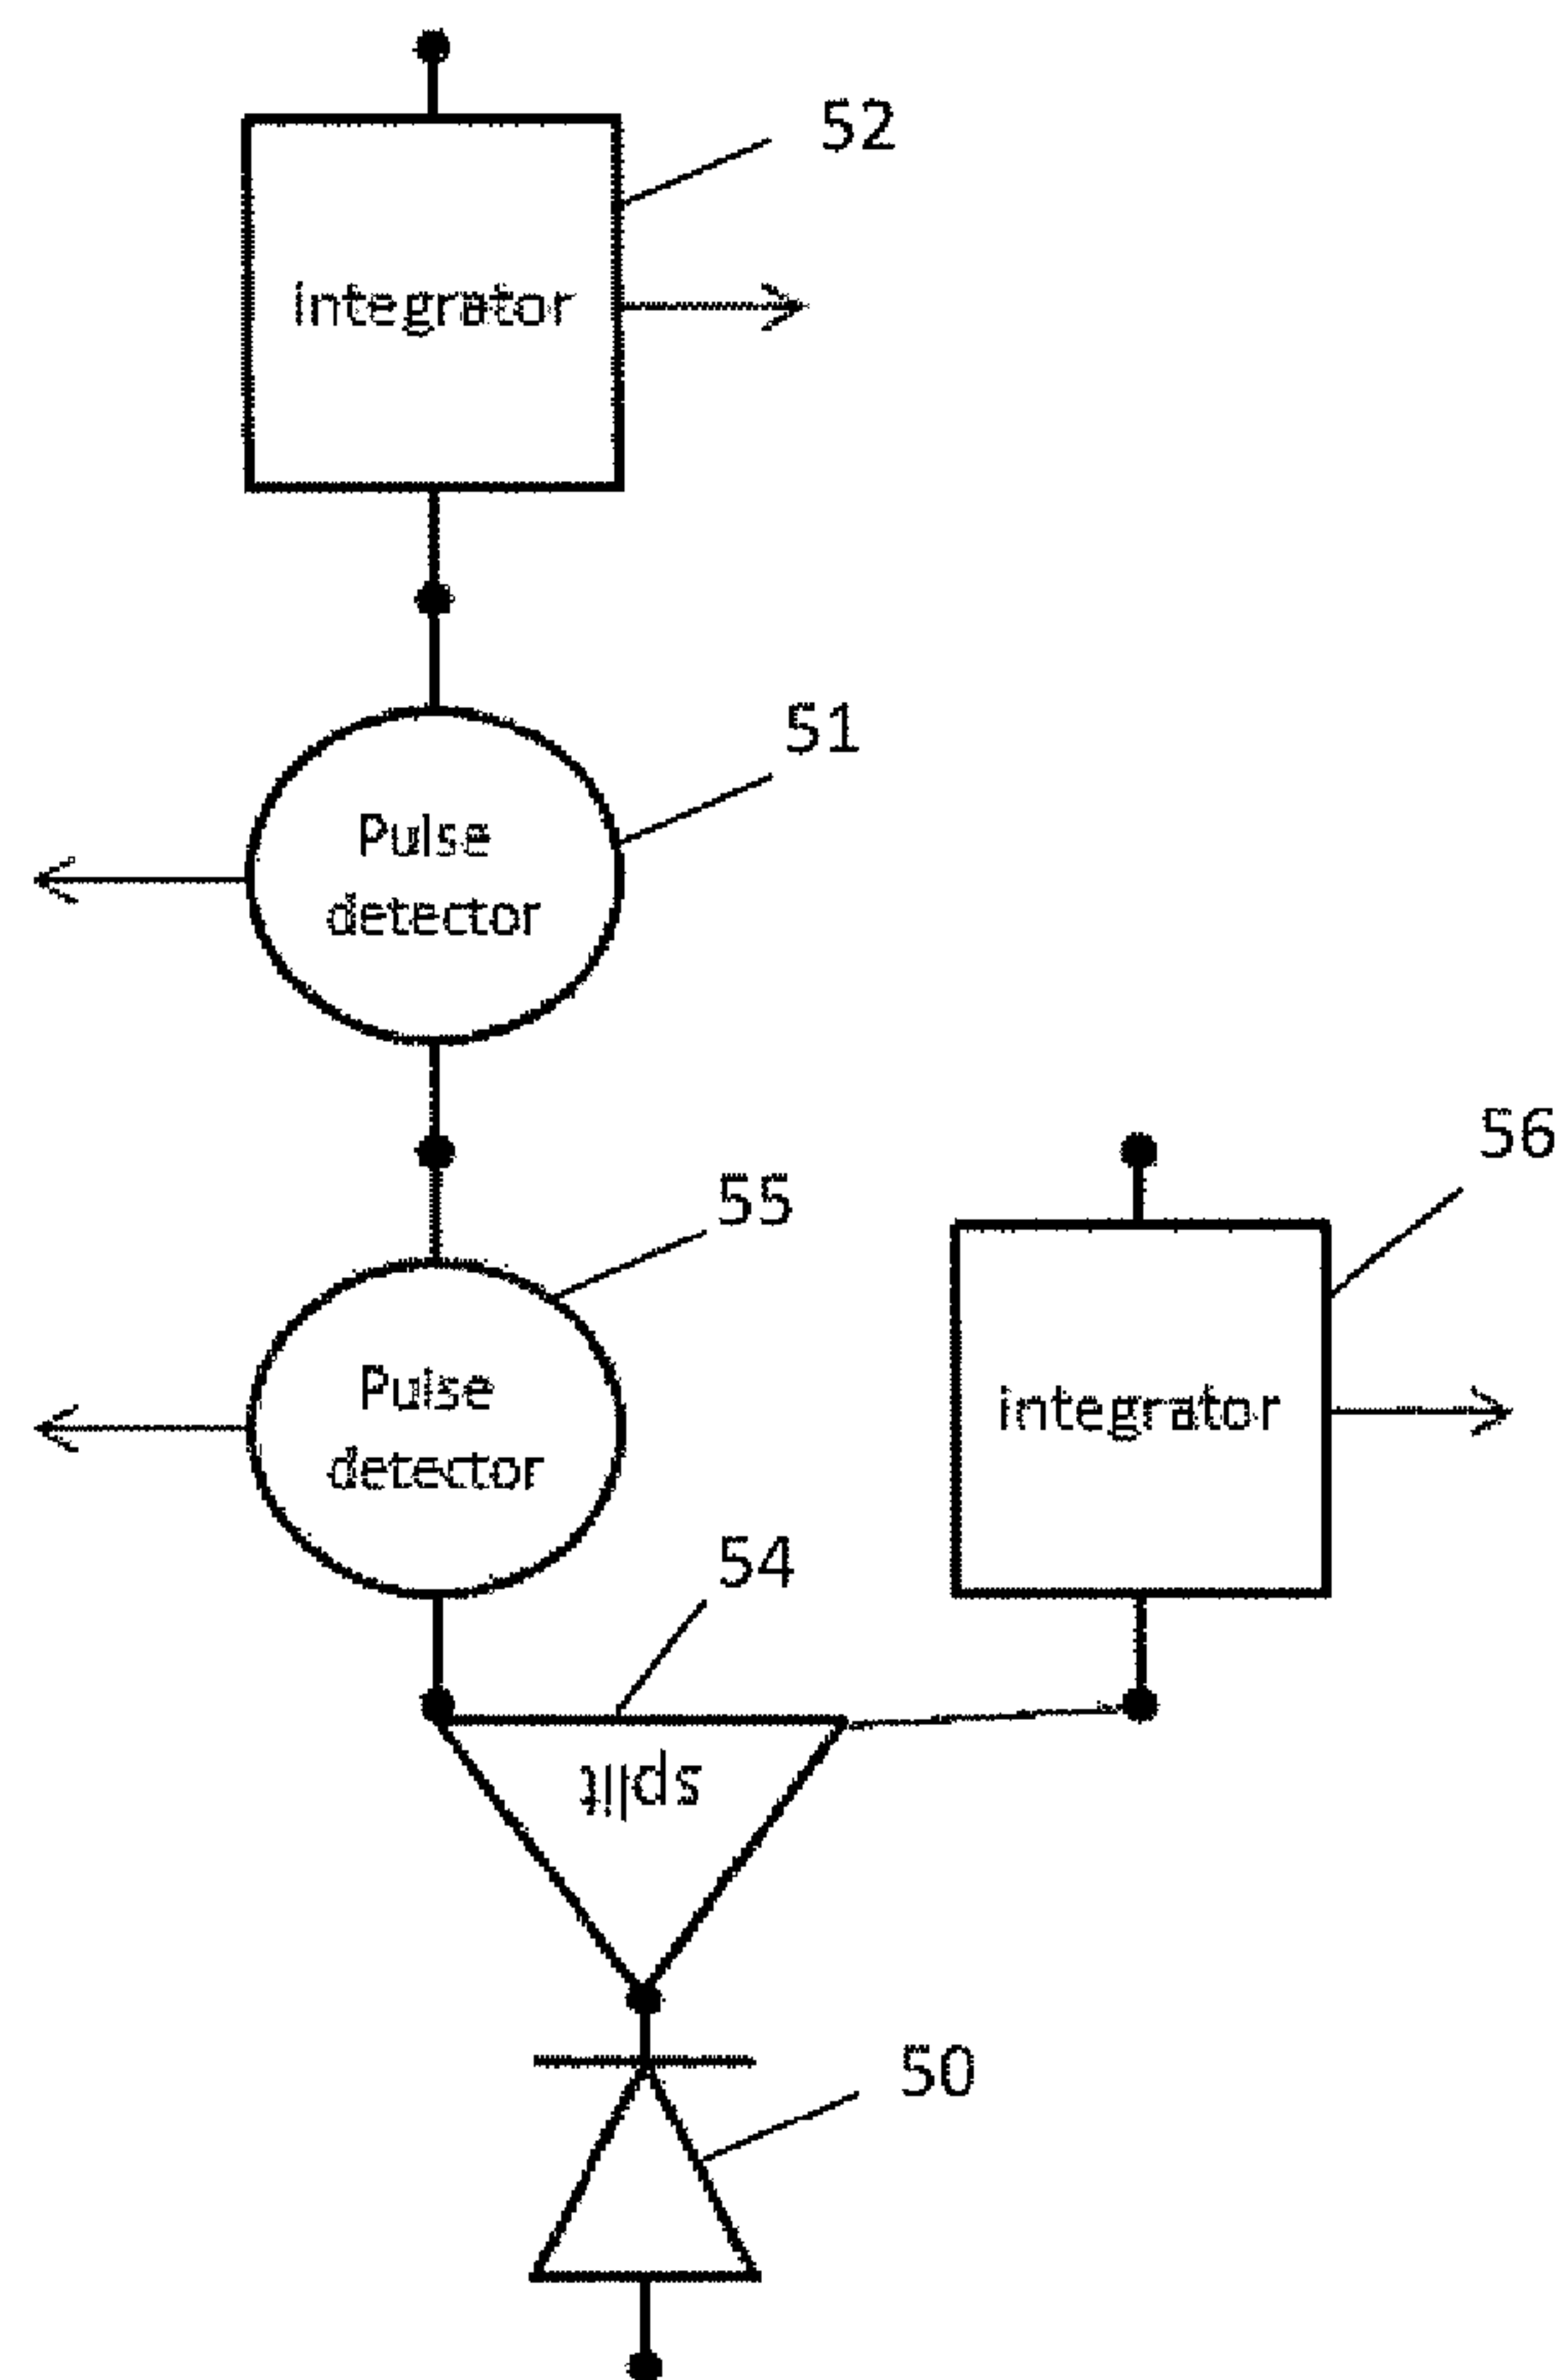 52
integrator
51
Pulse
detector
56
55
Pulse
detector
integrator
54
split
50